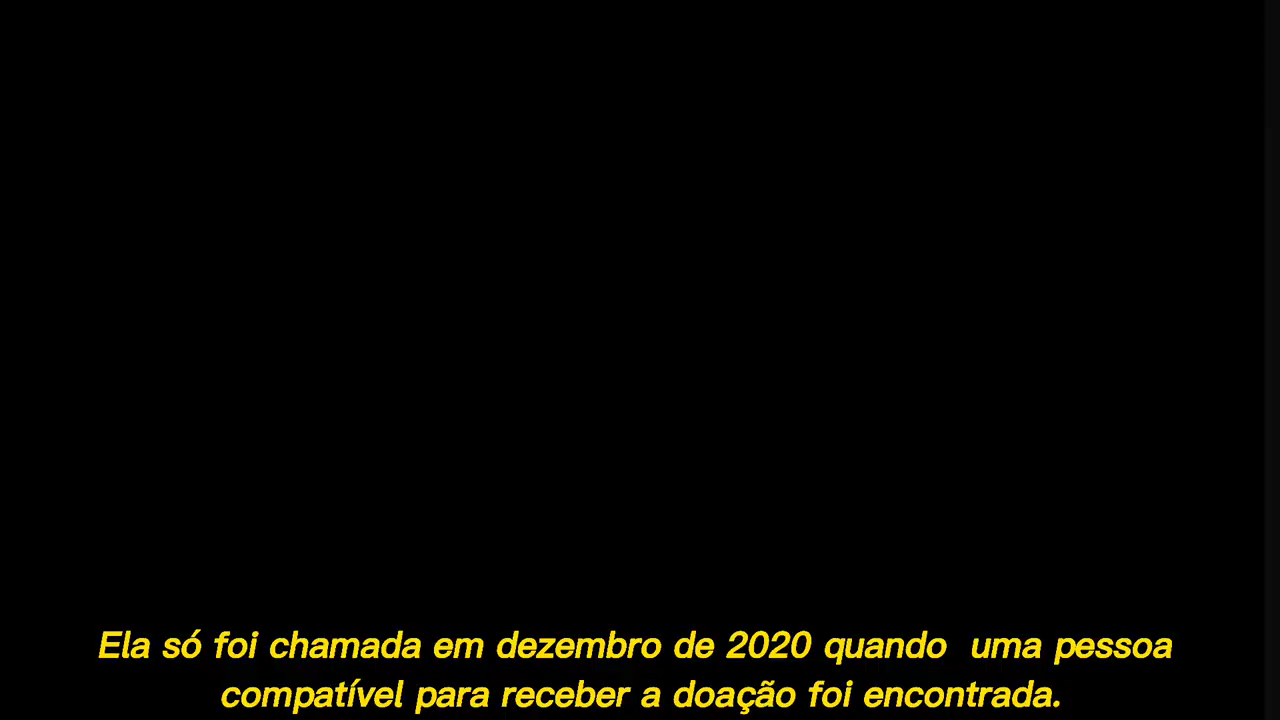 Ela só foi chamada em dezembro de 2020 quando  uma pessoa
compatível para receber a doação foi encontrada.